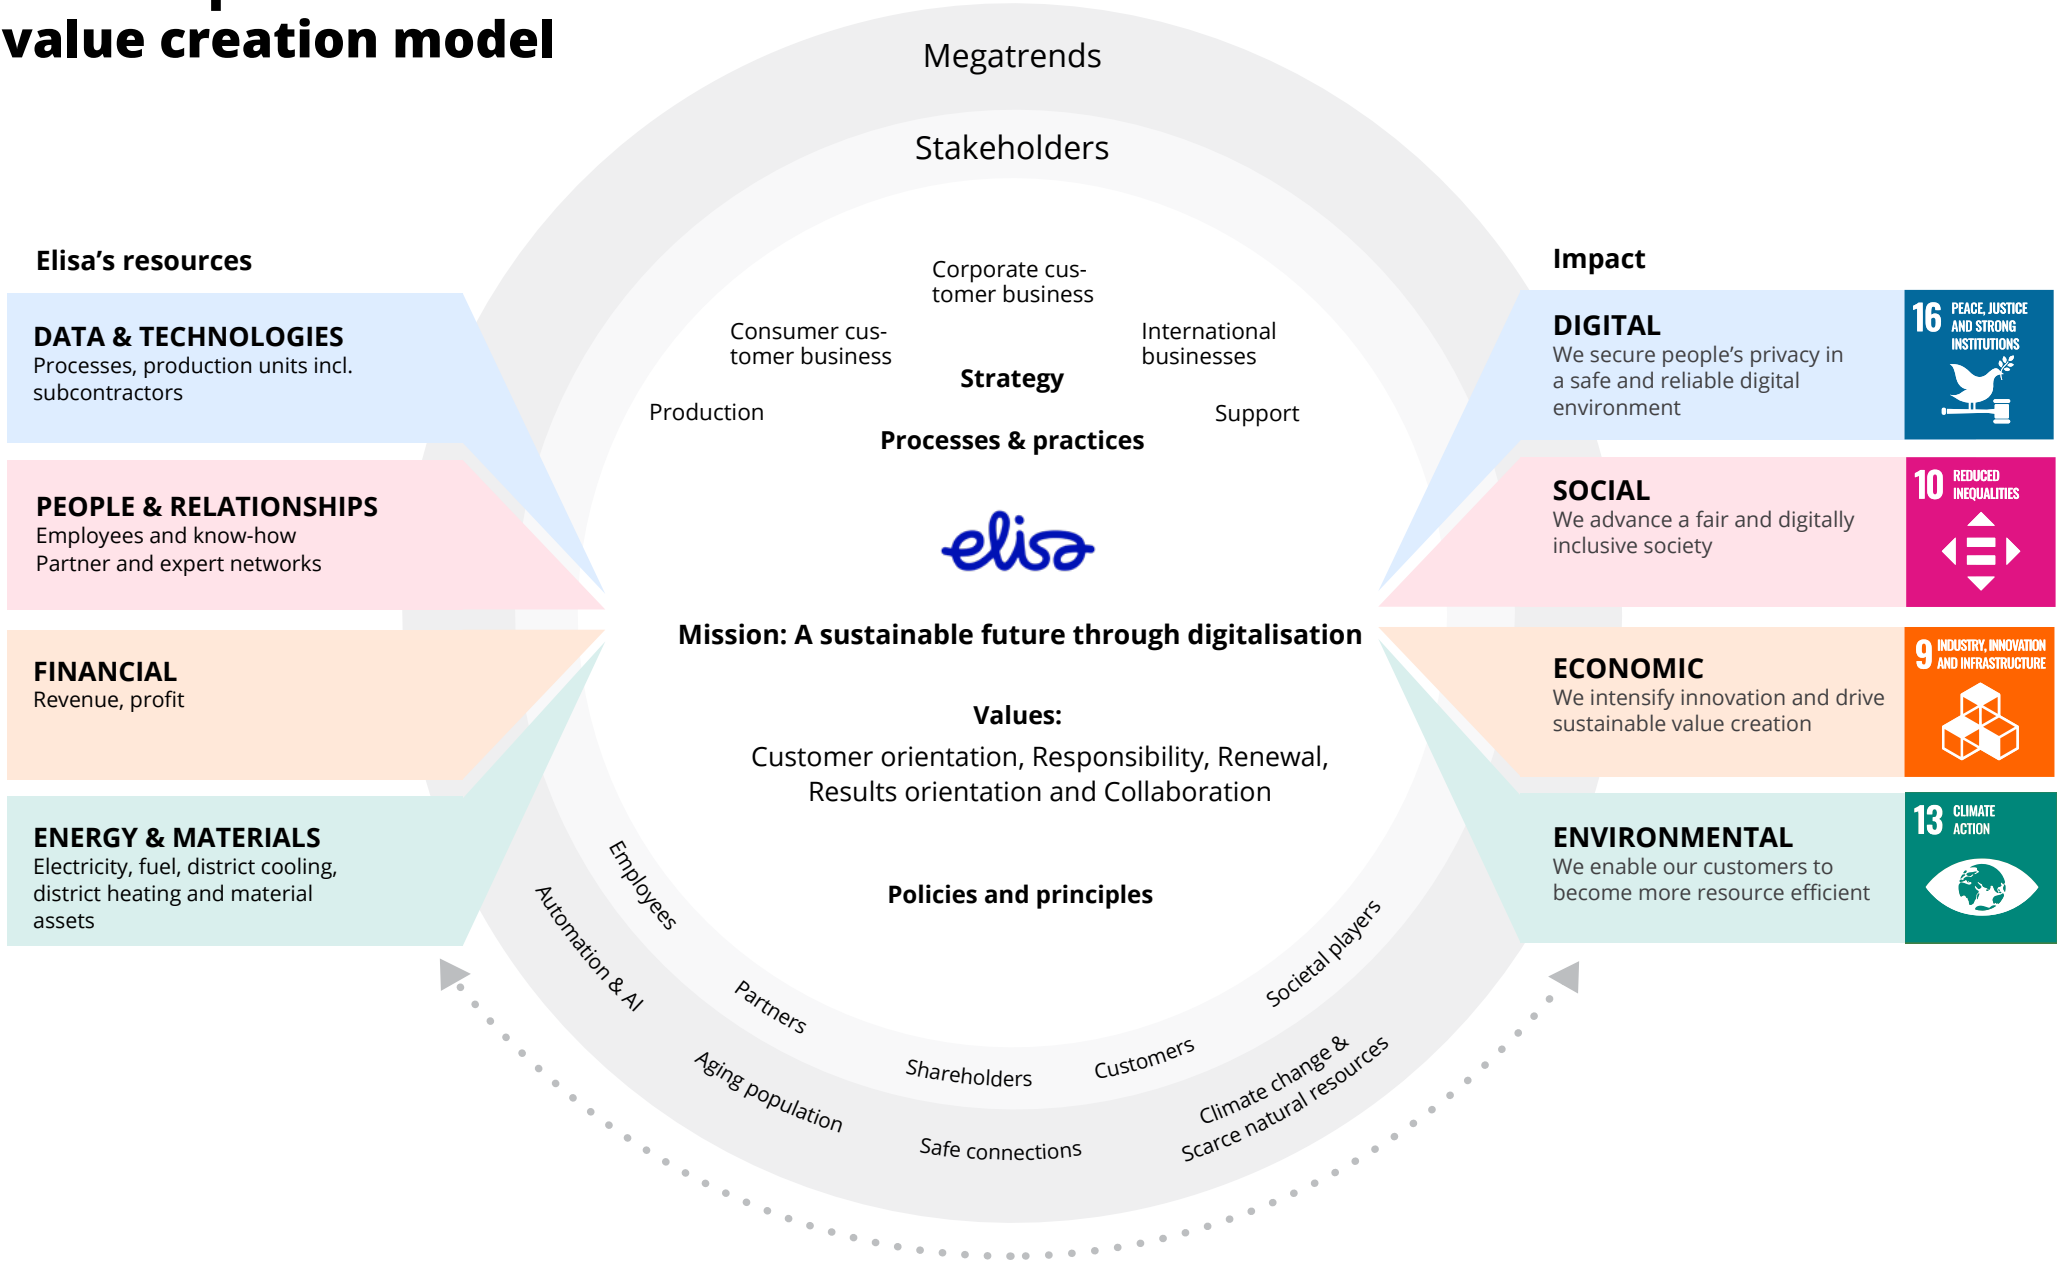 value creation model
Megatrends
Stakeholders
Elisa’s resources
DATA & TECHNOLOGIES
Processes, production units incl.
subcontractors
PEOPLE & RELATIONSHIPS
Employees and know-how
Partner and expert networks
FINANCIAL
Revenue, profit
ENERGY & MATERIALS
Electricity, fuel, district cooling,
district heating and material
assets
Corporate cus-
tomer business
Consumer cus-
tomer business
International
businesses
Strategy
Production
Support
Processes & practices
elisa
Mission: A sustainable future through digitalisation
Values:
Customer orientation, Responsibility, Renewal,
Results orientation and Collaboration
Policies and principles
Employees
Partners
Shareholders
Customers
Societal players
Automation & AI
Aging population
Safe connections
Climate change &
Scarce natural resources
Impact
DIGITAL
We secure people’s privacy in
a safe and reliable digital
environment
16 PEACE, JUSTICE
AND STRONG
INSTITUTIONS
SOCIAL
We advance a fair and digitally
inclusive society
10 REDUCED
INEQUALITIES
ECONOMIC
We intensify innovation and drive
sustainable value creation
9 INDUSTRY, INNOVATION
AND INFRASTRUCTURE
ENVIRONMENTAL
We enable our customers to
become more resource efficient
13 CLIMATE
ACTION